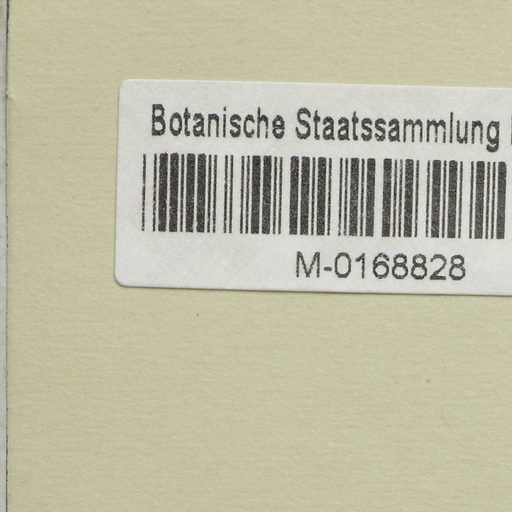 Botanische Staatssammlung
M-0168828